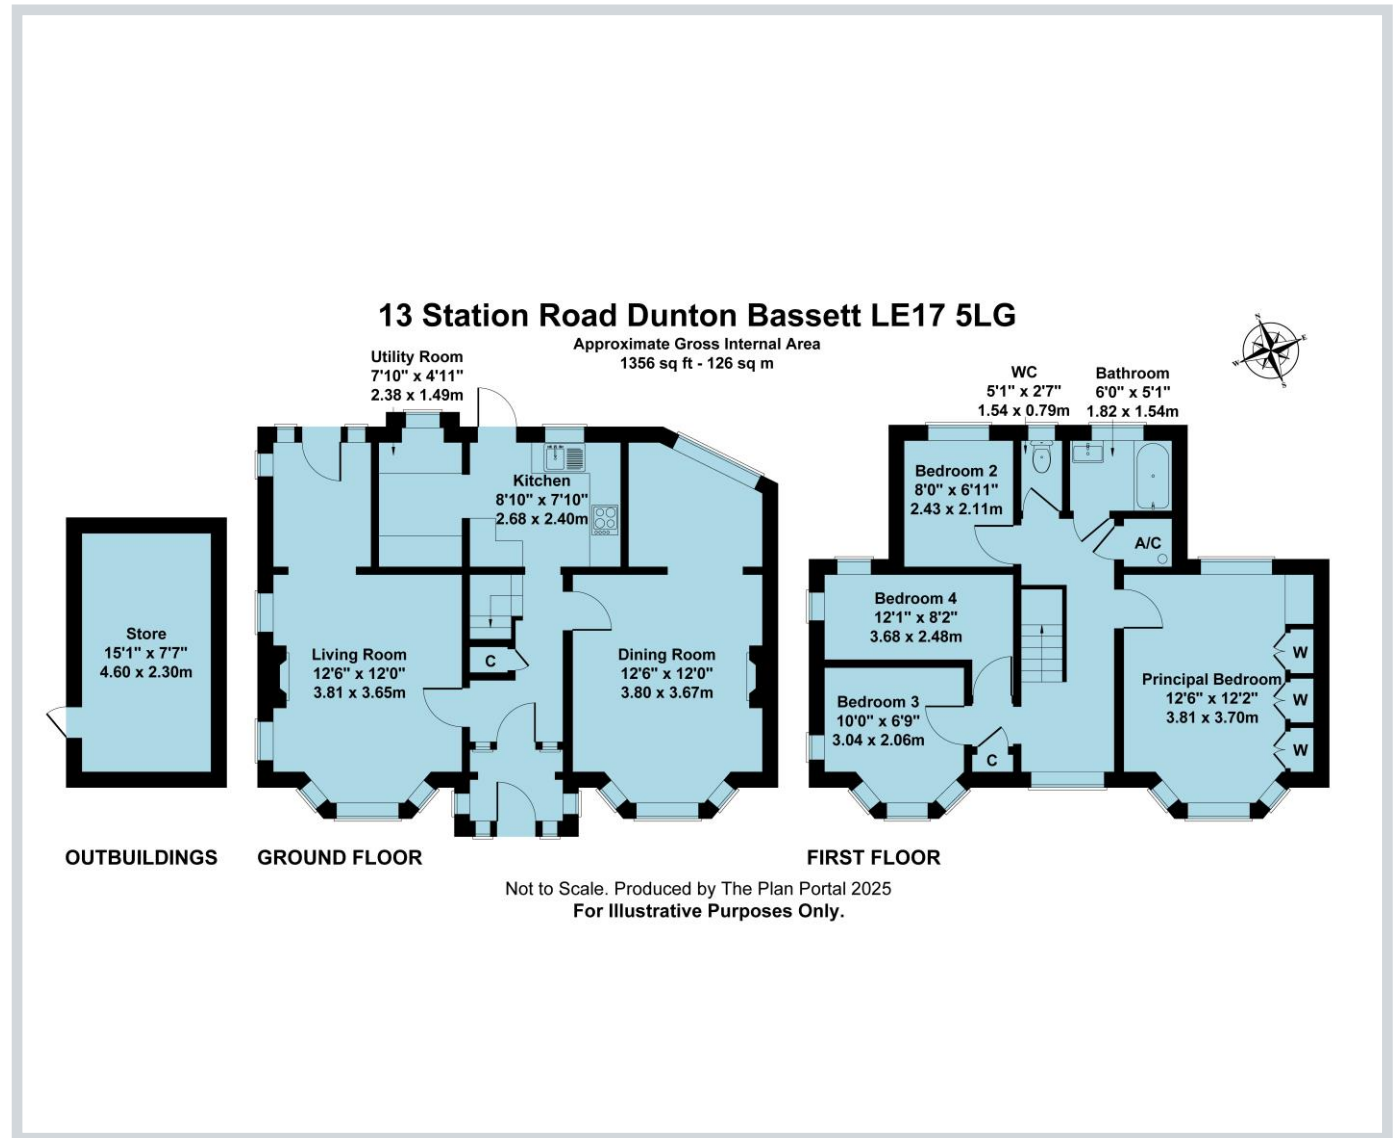 13 Station Road Dunton Bassett LE17 5LG
Approximate Gross Internal Area
1356 sq ft - 126 sq m
Utility Room
7'10" x 4'11"
2.38 x 1.49m
Kitchen
8'10" x 7'10"
2.68 x 2.40m
Store
15'1" x 7'7"
4.60 x 2.30m
Living Room
12'6" x 12'0"
3.81 x 3.65m
C
Dining Room
12'6" x 12'0"
3.80 x 3.67m
WC
5'1" x 2'7"
1.54 x 0.79m
Bathroom
6'0" x 5'1"
1.82 x 1.54m
N
E
S
W
Bedroom 2
8'0" x 6'11"
2.43 x 2.11m
A/C
Bedroom 4
12'1" x 8'2"
3.68 x 2.48m
Bedroom 3
10'0" x 6'9"
3.04 x 2.06m
C
Principal Bedroom
12'6" x 12'2"
3.81 x 3.70m
W
W
W
OUTBUILDINGS
GROUND FLOOR
FIRST FLOOR
Not to Scale. Produced by The Plan Portal 2025
For Illustrative Purposes Only.